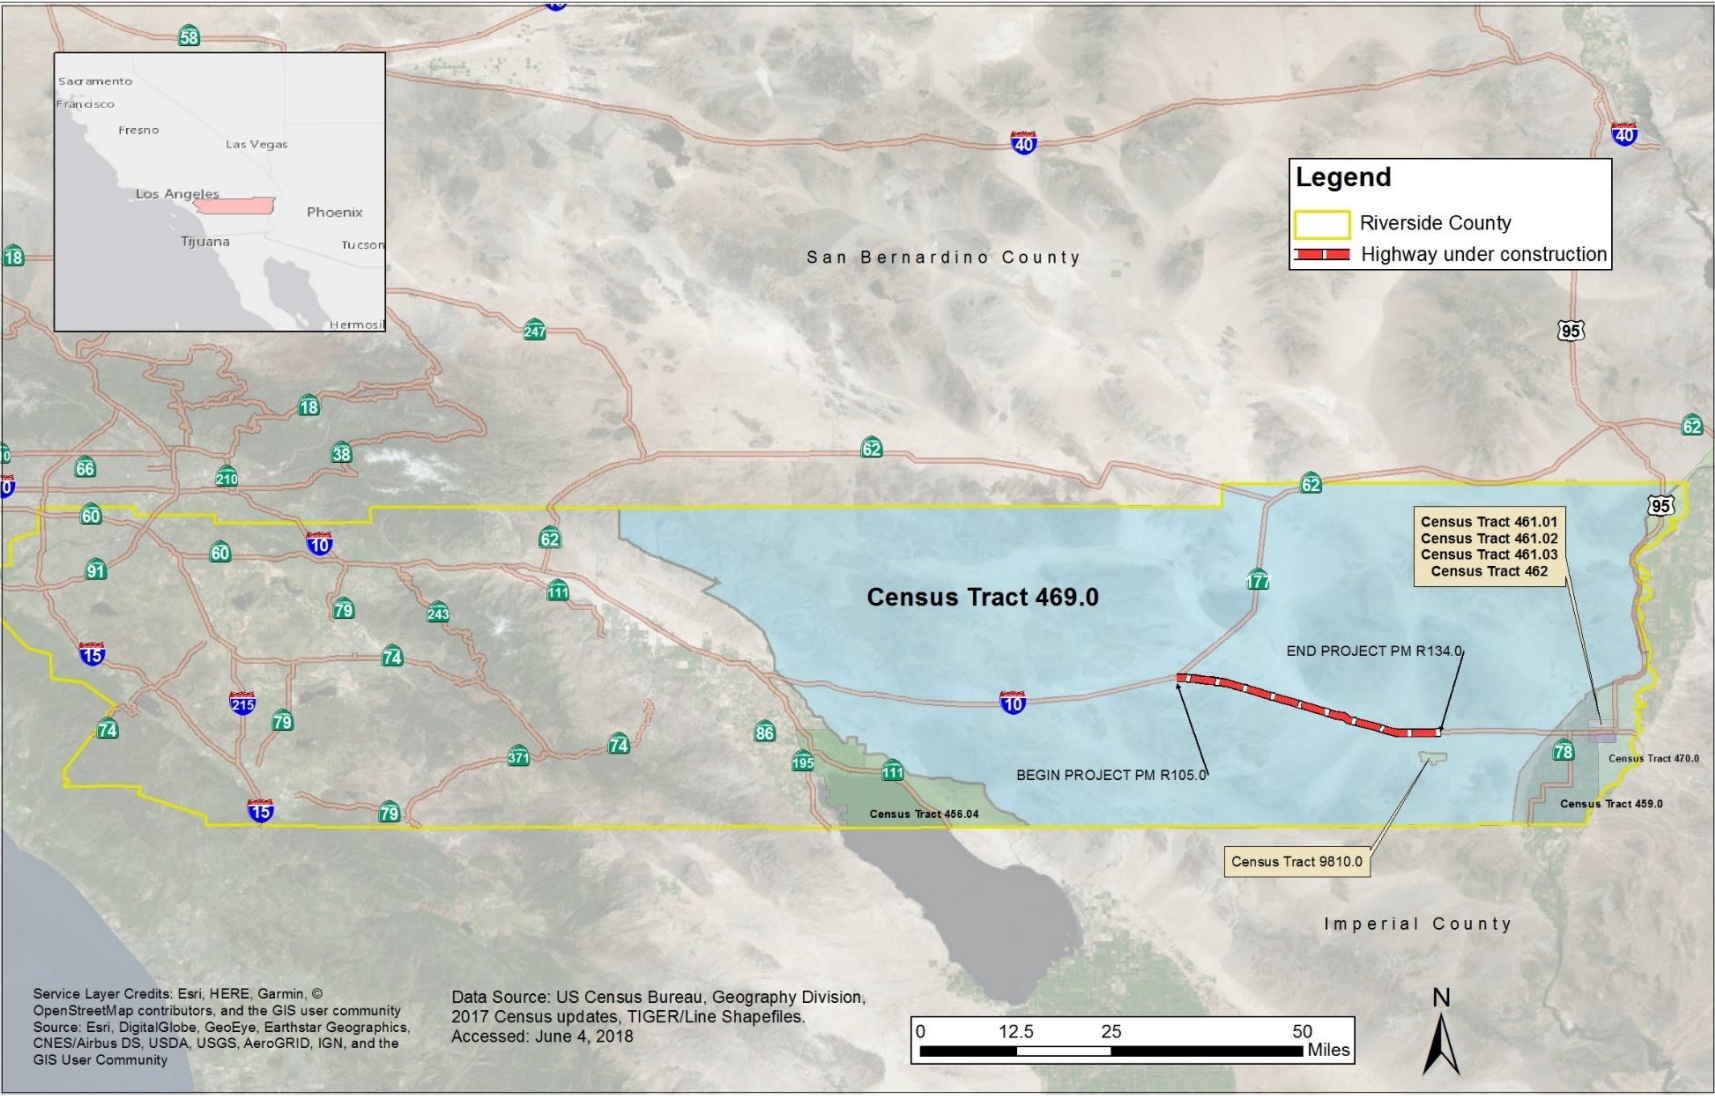 58
Sacramento
Francisco
Fresno
Las Vegas
Los Angeles
Phoenix
Tijuana
Tucson
Hermosil
40
40
Legend
Riverside County
Highway under construction
San Bernardino County
18
247
95
18
62
38
62
66
210
62
95
60
62
10
60
91
111
79
243
177
Census Tract 469.0
Census Tract 461.01
Census Tract 461.02
Census Tract 461.03
Census Tract 462
15
74
END PROJECT PM R134.0
215
10
79
74
86
74
371
195
111
78
BEGIN PROJECT PM R105.0
Census Tract 470.0
15
79
Census Tract 456.04
Census Tract 459.0
Census Tract 9810.0
Imperial County
Service Layer Credits: Esri, HERE, Garmin, ©
OpenStreetMap contributors, and the GIS user community
Source: Esri, DigitalGlobe, GeoEye, Earthstar Geographics,
CNES/Airbus DS, USDA, USGS, AeroGRID, IGN, and the
GIS User Community
Data Source: US Census Bureau, Geography Division,
2017 Census updates, TIGER/Line Shapefiles.
Accessed: June 4, 2018
0 12.5 25 50
Miles
N